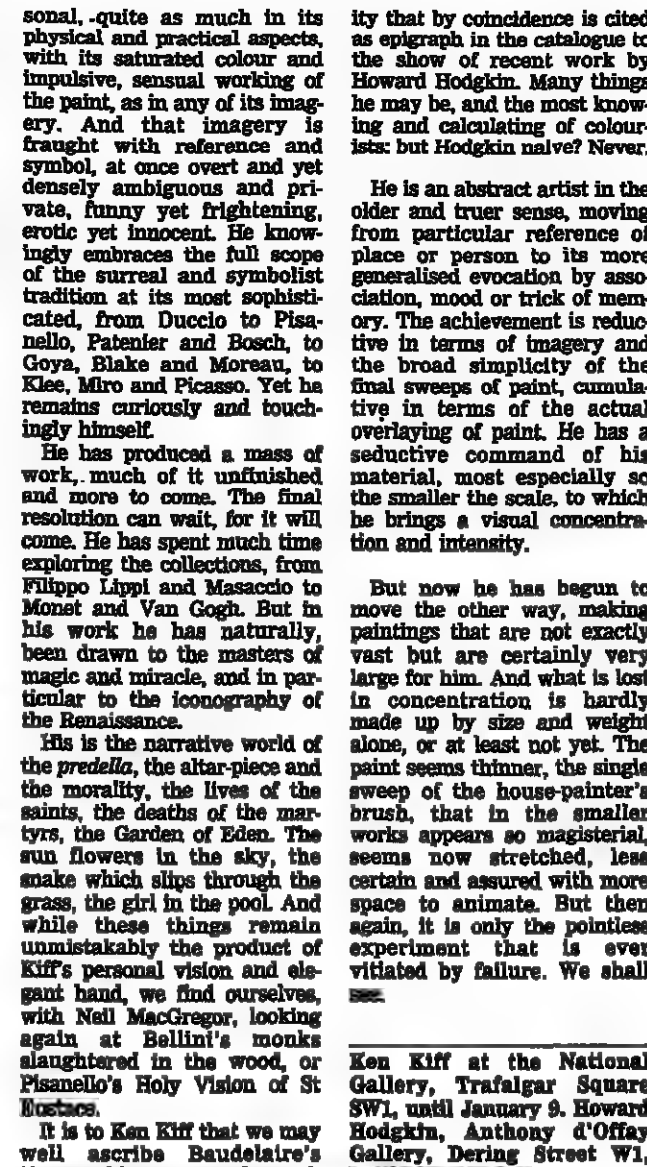 sonal, quite as much in its
physical and practical aspects,
with its saturated colour and
impulsive, sensual working of
the paint, as in any of its imag-
ery. And that imagery is
fraught with reference and
symbol, at once overt and yet
densely ambiguous and pri-
vate, funny yet frightening,
erotic yet innocent. He know-
ingly embraces the full scope
of the surreal and symbolist
tradition at its most sophisti-
cated, from Duccio to Pisa-
nello, Patenier and Bosch, to
Goya, Blake and Moreau, to
Klee, Miro and Picasso. Yet he
remains curiously and touch-
ingly himself.
He has produced a mass of
work, much of it unfinished
and more to come. The final
resolution can wait, for it will
come. He has spent much time
exploring the collections, from
Filippo Lippi and Masaccio to
Monet and Van Gogh. But in
his work he has naturally,
been drawn to the masters of
magic and miracle, and in par-
ticular to the iconography of
the Renaissance.
His is the narrative world of
the predella, the altar-piece and
the morality, the lives of the
saints, the deaths of the mar-
tyrs, the Garden of Eden. The
sun flowers in the sky, the
snake which slips through the
grass, the girl in the pool. And
while these things remain
unmistakably the product of
Kiff's personal vision and ele-
gant hand, we find ourselves,
with Neil MacGregor, looking
again at Bellini's monks
slaughtered in the wood, or
Pisanello's Holy Vision of St
Eustace.
It is to Ken Kiff that we may
well ascribe Baudelaire's
ity that by coincidence is cited
as epigraph in the catalogue to
the show of recent work by
Howard Hodgkin. Many things
he may be, and the most know-
ing and calculating of colour-
ists: but Hodgkin naive? Never.
He is an abstract artist in the
older and truer sense, moving
from particular reference of
place or person to its more
generalised evocation by asso-
ciation, mood or trick of mem-
ory. The achievement is reduc-
tive in terms of imagery and
the broad simplicity of the
final sweeps of paint, cumula-
tive in terms of the actual
overlaying of paint. He has a
seductive command of his
material, most especially so
the smaller the scale, to which
he brings a visual concentra-
tion and intensity.
But now he has begun to
move the other way, making
paintings that are not exactly
vast but are certainly very
large for him. And what is lost
in concentration is hardly
made up by size and weight
alone, or at least not yet. The
paint seems thinner, the single
sweep of the house-painter's
brush, that in the smaller
works appears so magisterial,
seems now stretched, less
certain and assured with more
space to animate. But then
again, it is only the pointless
experiment that is ever
vitiated by failure. We shall
see.
Ken Kiff at the National
Gallery, Trafalgar Square
SW1, until January 9. Howard
Hodgkin, Anthony d'Offay
Gallery, Dering Street W1,